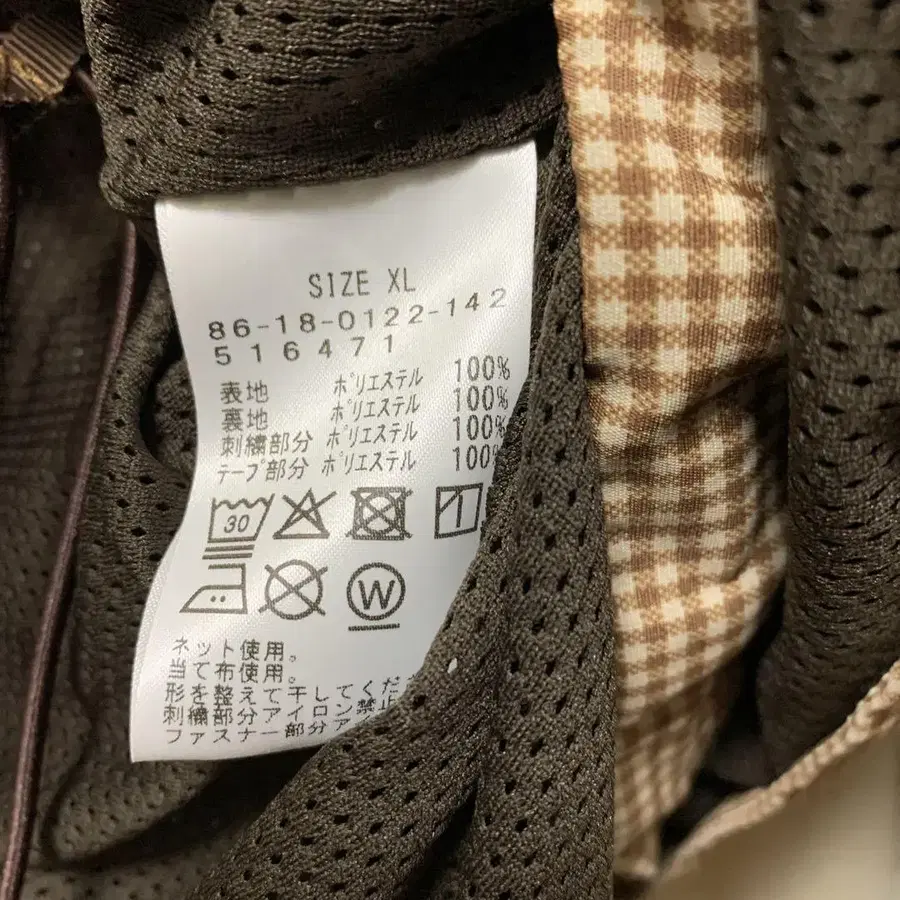 SIZE XL
86-18-0122-142
516471
表地 ポリエステル 100%
裏地 ポリエステル 100%
刺繍部分 ポリエステル 100%
テープ部分 ポリエステル 100%
30
W
ネット使用。
当て布使用。
形を整えて干してくだ
刺繍部分アイロン禁止
ファスナー部分アイ